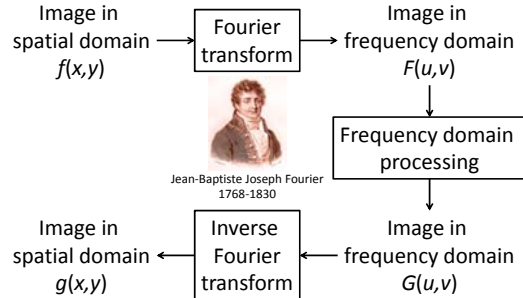 Image in
spatial domain
f(x,y)
Fourier
transform
Image in
frequency domain
F(u,v)
Frequency domain
processing
Jean-Baptiste Joseph Fourier
1768-1830
Image in
spatial domain
g(x,y)
Inverse
Fourier
transform
Image in
frequency domain
G(u,v)